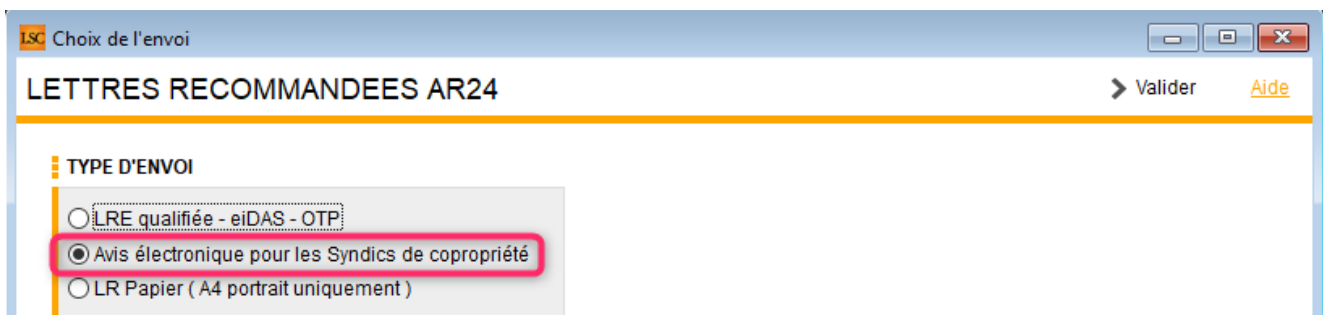 LSC Choix de l'envoi
LETTRES RECOMMANDEES AR24 Valider Aide
TYPE D'ENVOI
LRE qualifiée - eiDAS - OTP
Avis électronique pour les Syndics de copropriété
LR Papier ( A4 portrait uniquement )